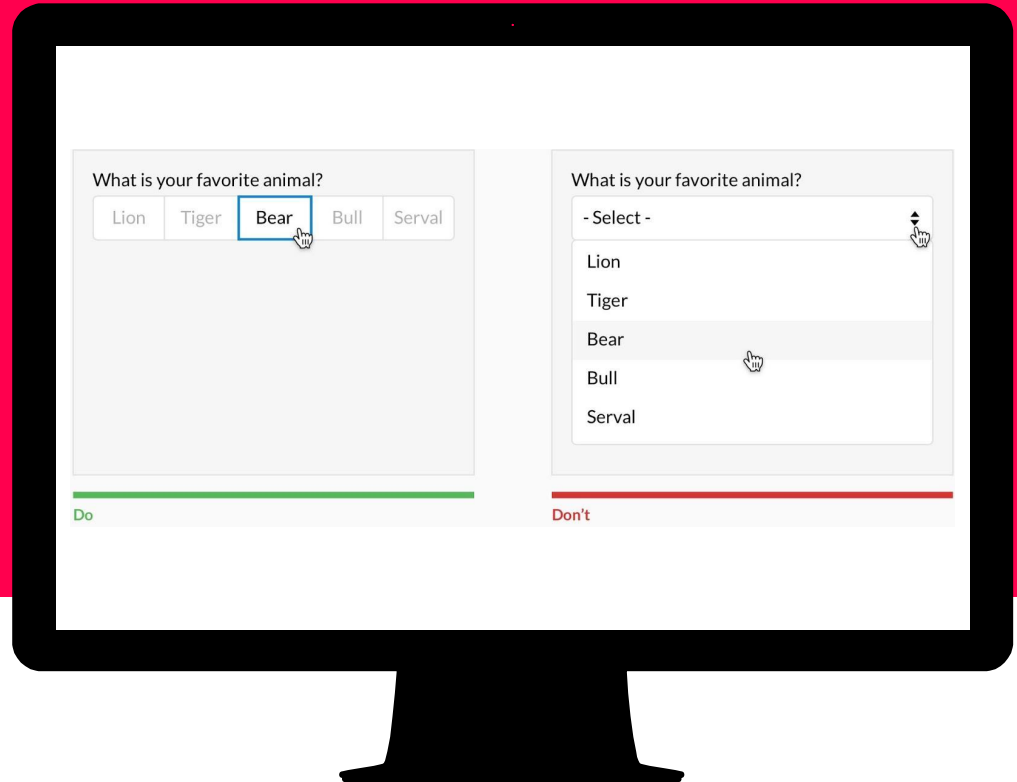 What is your favorite animal?
Lion Tiger Bear Bull Serval
Do
What is your favorite animal?
- Select -
Lion
Tiger
Bear
Bull
Serval
Don't